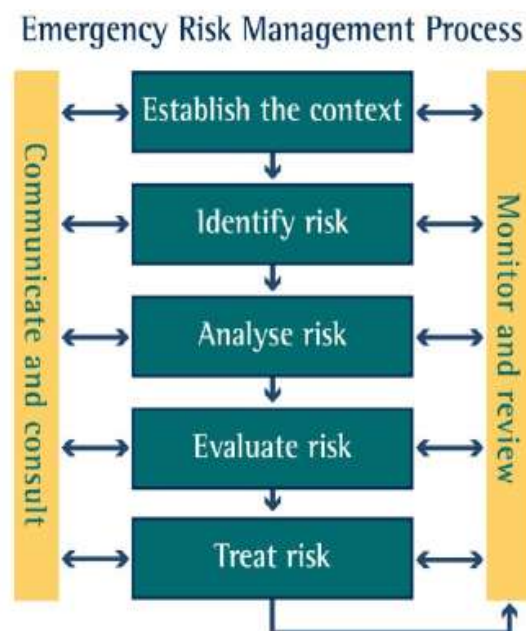 Emergency Risk Management Process
Communicate and consult
Establish the context
Identify risk
Analyse risk
Evaluate risk
Treat risk
Monitor and review